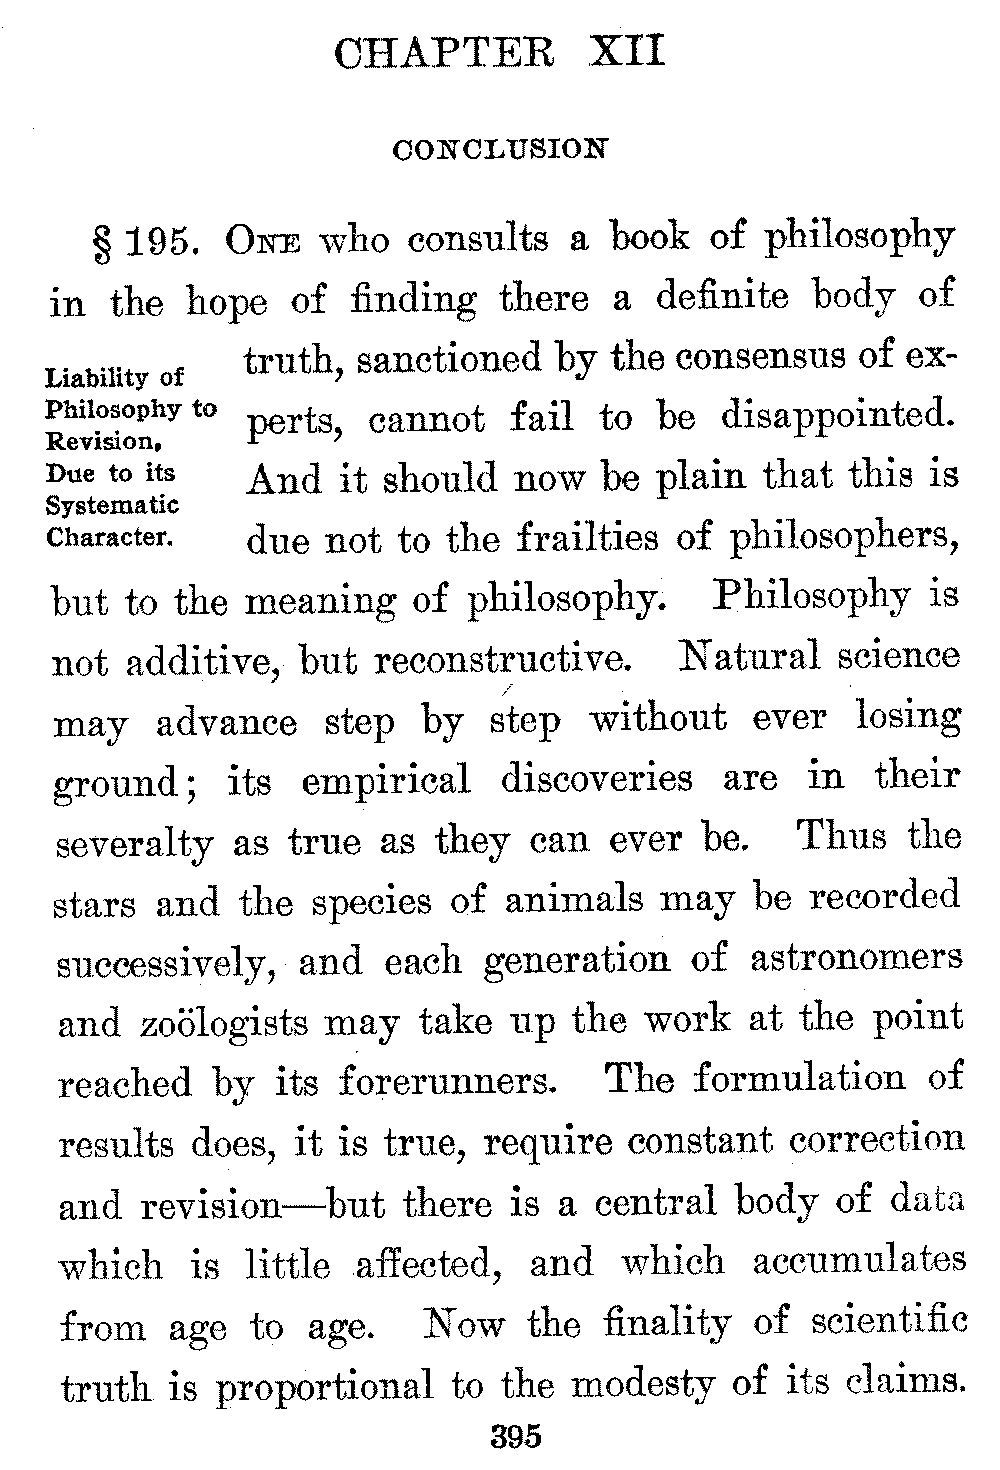 CHAPTER XII
CONCLUSION
§ 195. ONE who consults a book of philosophy
in the hope of finding there a definite body of
Liability of
Philosophy to
Revision,
Due to its
Systematic
Character.
truth, sanctioned by the consensus of ex-
perts, cannot fail to be disappointed.
And it should now be plain that this is
due not to the frailties of philosophers,
but to the meaning of philosophy. Philosophy is
not additive, but reconstructive. Natural science
may advance step by step without ever losing
ground; its empirical discoveries are in their
severalty as true as they can ever be. Thus the
stars and the species of animals may be recorded
successively, and each generation of astronomers
and zoölogists may take up the work at the point
reached by its forerunners. The formulation of
results does, it is true, require constant correction
and revision—but there is a central body of data
which is little affected, and which accumulates
from age to age. Now the finality of scientific
truth is proportional to the modesty of its claims.
395